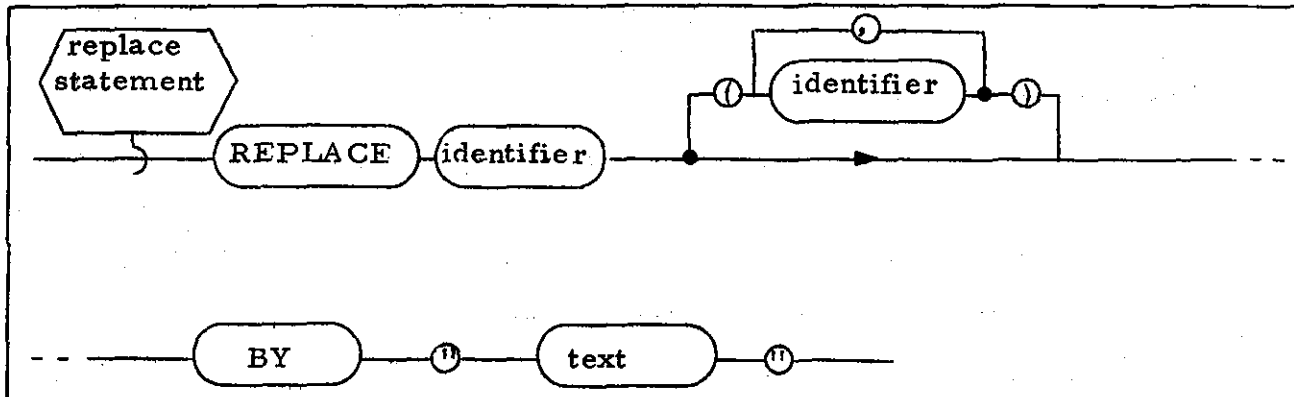 replace
statement
,
( identifier )
REPLACE identifier
BY " text "